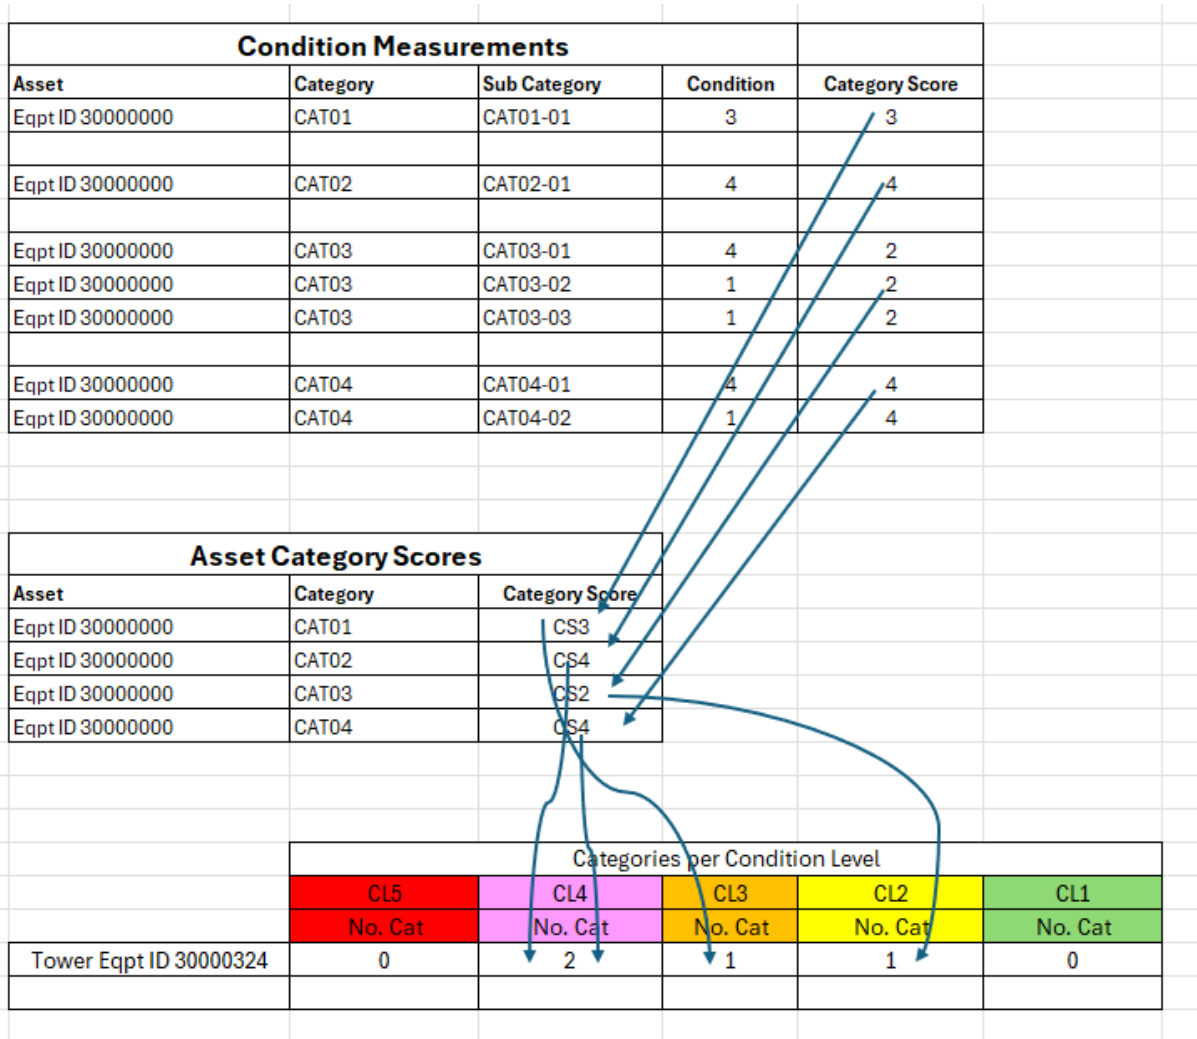 Condition Measurements
Asset Category Sub Category Condition Category Score
Eqpt ID 30000000 CAT01 CAT01-01 3 3
Eqpt ID 30000000 CAT02 CAT02-01 4 4
Eqpt ID 30000000 CAT03 CAT03-01 4 2
Eqpt ID 30000000 CAT03 CAT03-02 1 2
Eqpt ID 30000000 CAT03 CAT03-03 1 2
Eqpt ID 30000000 CAT04 CAT04-01 4 4
Eqpt ID 30000000 CAT04 CAT04-02 1 4
Asset Category Scores
Asset Category Category Score
Eqpt ID 30000000 CAT01 CS3
Eqpt ID 30000000 CAT02 CS4
Eqpt ID 30000000 CAT03 CS2
Eqpt ID 30000000 CAT04 CS4
Categories per Condition Level
CL5 CL4 CL3 CL2 CL1
No. Cat No. Cat No. Cat No. Cat No. Cat
Tower Eqpt ID 30000324 0 2 1 1 0